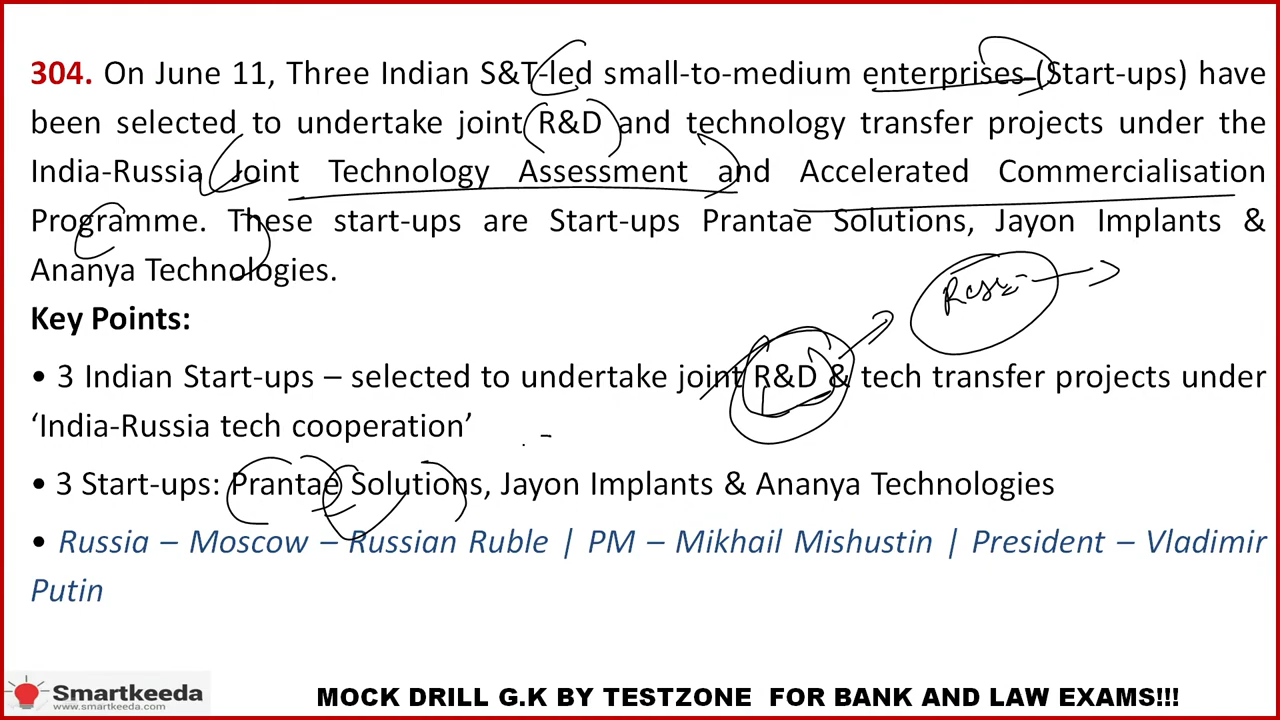 304. On June 11, Three Indian S&T-led small-to-medium enterprises (Start-ups) have
been selected to undertake joint R&D and technology transfer projects under the
India-Russia Joint Technology Assessment and Accelerated Commercialisation
Programme. These start-ups are Start-ups Prantae Solutions, Jayon Implants &
Ananya Technologies.
Key Points:
• 3 Indian Start-ups – selected to undertake joint R&D & tech transfer projects under
‘India-Russia tech cooperation’
• 3 Start-ups: Prantae Solutions, Jayon Implants & Ananya Technologies
• Russia – Moscow – Russian Ruble | PM – Mikhail Mishustin | President – Vladimir
Putin
Smartkeeda
www.smartkeeda.com
MOCK DRILL G.K BY TESTZONE FOR BANK AND LAW EXAMS!!!